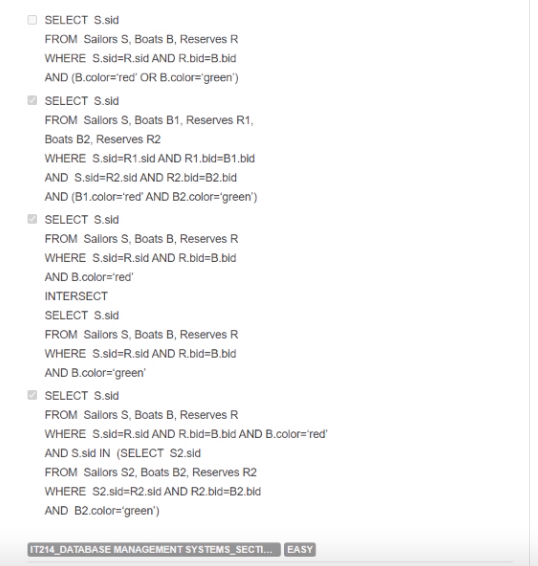 SELECT S.sid
FROM Sailors S, Boats B, Reserves R
WHERE S.sid=R.sid AND R.bid=B.bid
AND (B.color=‘red’ OR B.color=‘green’)
SELECT S.sid
FROM Sailors S, Boats B1, Reserves R1,
Boats B2, Reserves R2
WHERE S.sid=R1.sid AND R1.bid=B1.bid
AND S.sid=R2.sid AND R2.bid=B2.bid
AND (B1.color=‘red’ AND B2.color=‘green’)
SELECT S.sid
FROM Sailors S, Boats B, Reserves R
WHERE S.sid=R.sid AND R.bid=B.bid
AND B.color=‘red’
INTERSECT
SELECT S.sid
FROM Sailors S, Boats B, Reserves R
WHERE S.sid=R.sid AND R.bid=B.bid
AND B.color=‘green’
SELECT S.sid
FROM Sailors S, Boats B, Reserves R
WHERE S.sid=R.sid AND R.bid=B.bid AND B.color=‘red’
AND S.sid IN (SELECT S2.sid
FROM Sailors S2, Boats B2, Reserves R2
WHERE S2.sid=R2.sid AND R2.bid=B2.bid
AND B2.color=‘green’)
IT214_DATABASE MANAGEMENT SYSTEMS_SECTI... EASY